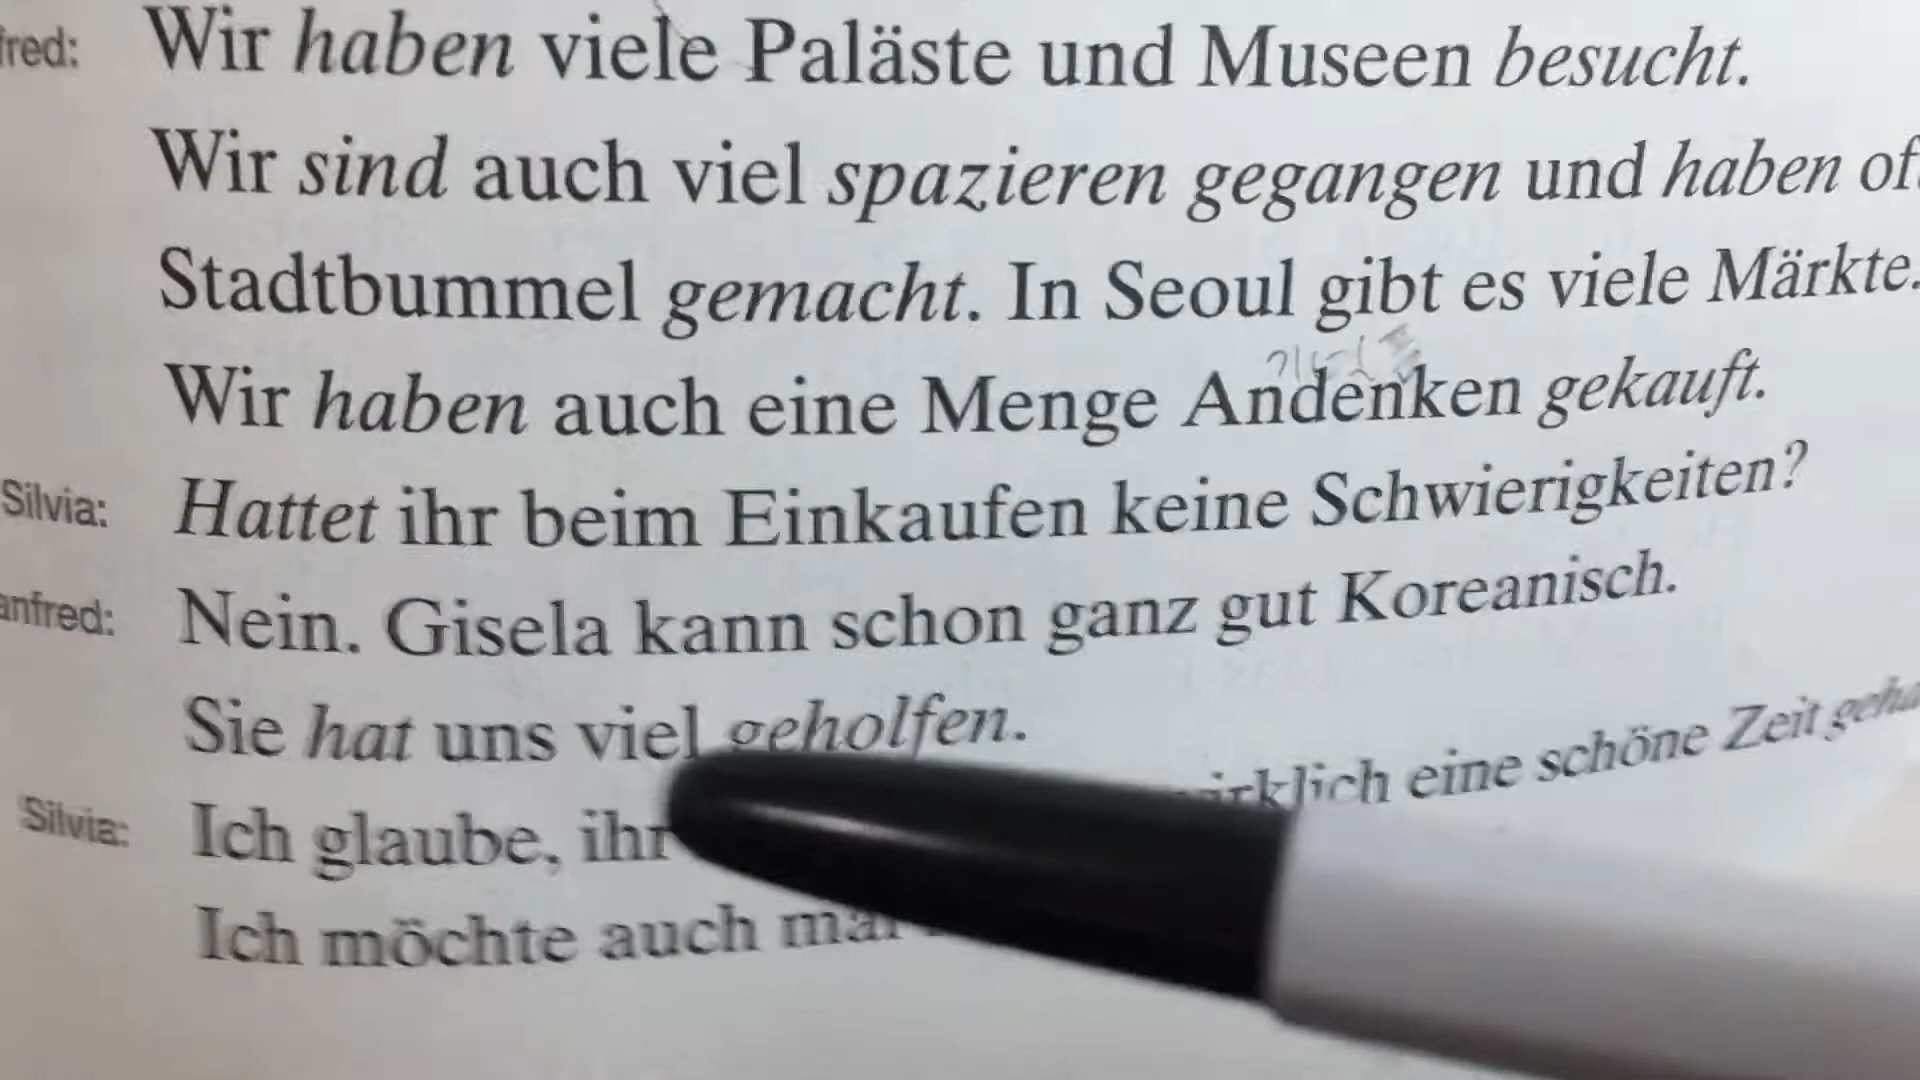 fred: Wir haben viele Paläste und Museen besucht.
Wir sind auch viel spazieren gegangen und haben
Stadtbummel gemacht. In Seoul gibt es viele Märkte.
Wir haben auch eine Menge Andenken gekauft.
Silvia: Hattet ihr beim Einkaufen keine Schwierigkeiten?
anfred: Nein. Gisela kann schon ganz gut Koreanisch.
Sie hat uns viel geholfen.
Silvia: Ich glaube, ihr eine schöne Zeit
Ich möchte auch